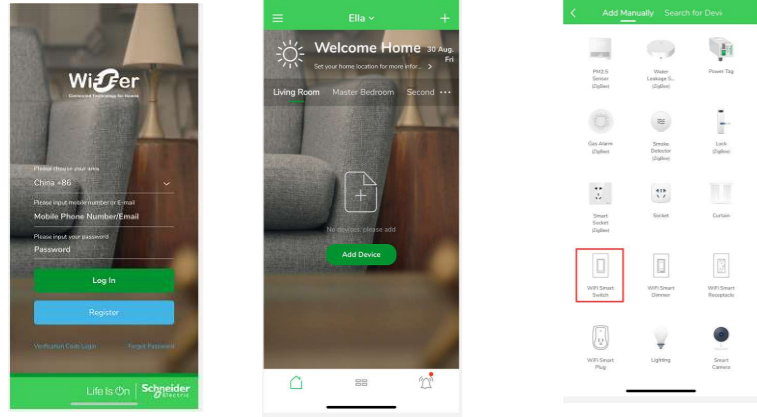 Wiser
Connected Technology for Homes
Please choose your area
China +86
Please input mobile number or E-mail
Mobile Phone Number/Email
Please input your password
Password
Log In
Register
Verification Code Login
Forgot Password
Life Is On
Schneider
Electric
Ella
Welcome Home
30 Aug.
Fri
Set your home location for more infor...
Living Room
Master Bedroom
Second
No devices, please add
Add Device
Add Manually
Search for Devi
PM2.5
Sensor
(ZigBee)
Water
Leakage S...
(ZigBee)
Power Tag
Gas Alarm
(ZigBee)
Smoke
Detector
(ZigBee)
Lock
(ZigBee)
Smart
Socket
(ZigBee)
Socket
Curtain
WiFi Smart
Switch
WiFi Smart
Dimmer
WiFi Smart
Receptacle
WiFi Smart
Plug
Lighting
Smart
Camera